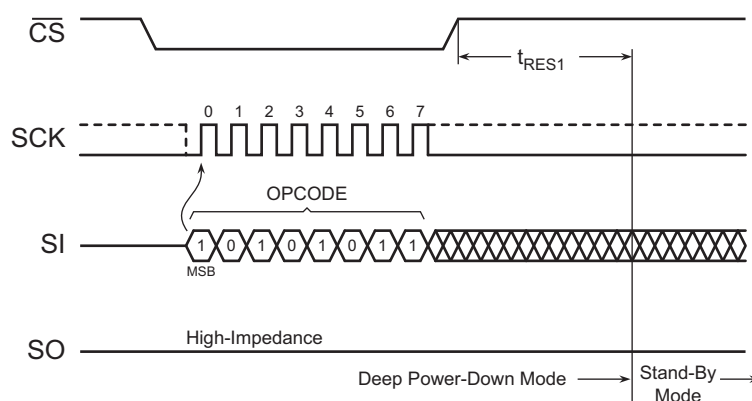 CS
tRES1
0 1 2 3 4 5 6 7
SCK
OPCODE
SI
1 0 1 0 1 0 1 1
MSB
High-Impedance
SO
Deep Power-Down Mode
Stand-By
Mode